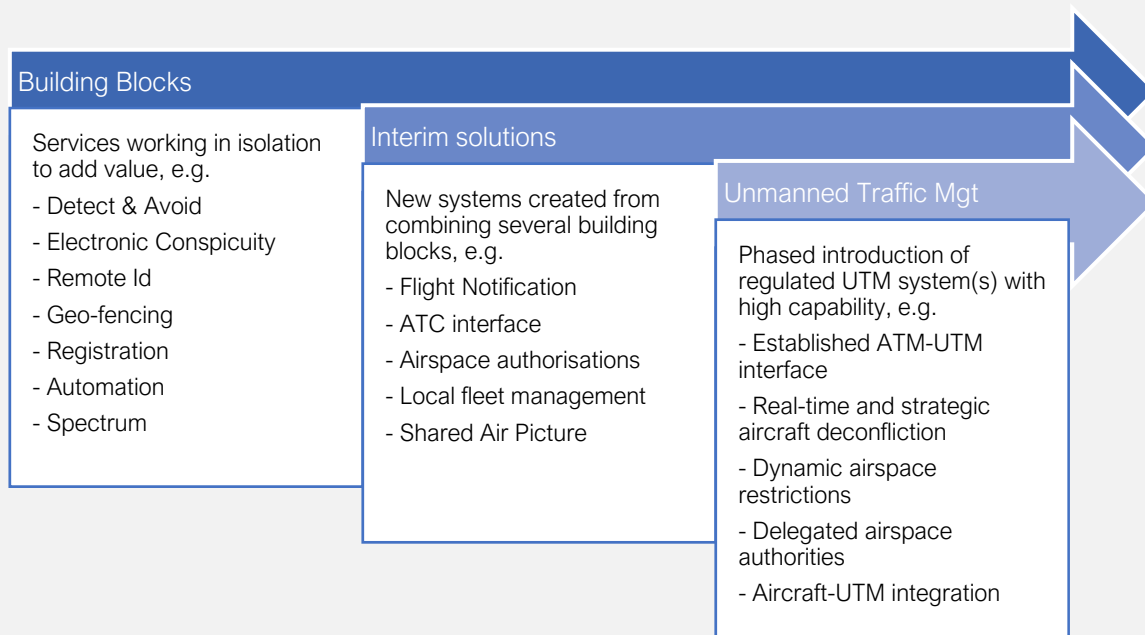 Building Blocks
Services working in isolation
to add value, e.g.
- Detect & Avoid
- Electronic Conspicuity
- Remote Id
- Geo-fencing
- Registration
- Automation
- Spectrum
Interim solutions
New systems created from
combining several building
blocks, e.g.
- Flight Notification
- ATC interface
- Airspace authorisations
- Local fleet management
- Shared Air Picture
Unmanned Traffic Mgt
Phased introduction of
regulated UTM system(s) with
high capability, e.g.
- Established ATM-UTM
interface
- Real-time and strategic
aircraft deconfliction
- Dynamic airspace
restrictions
- Delegated airspace
authorities
- Aircraft-UTM integration